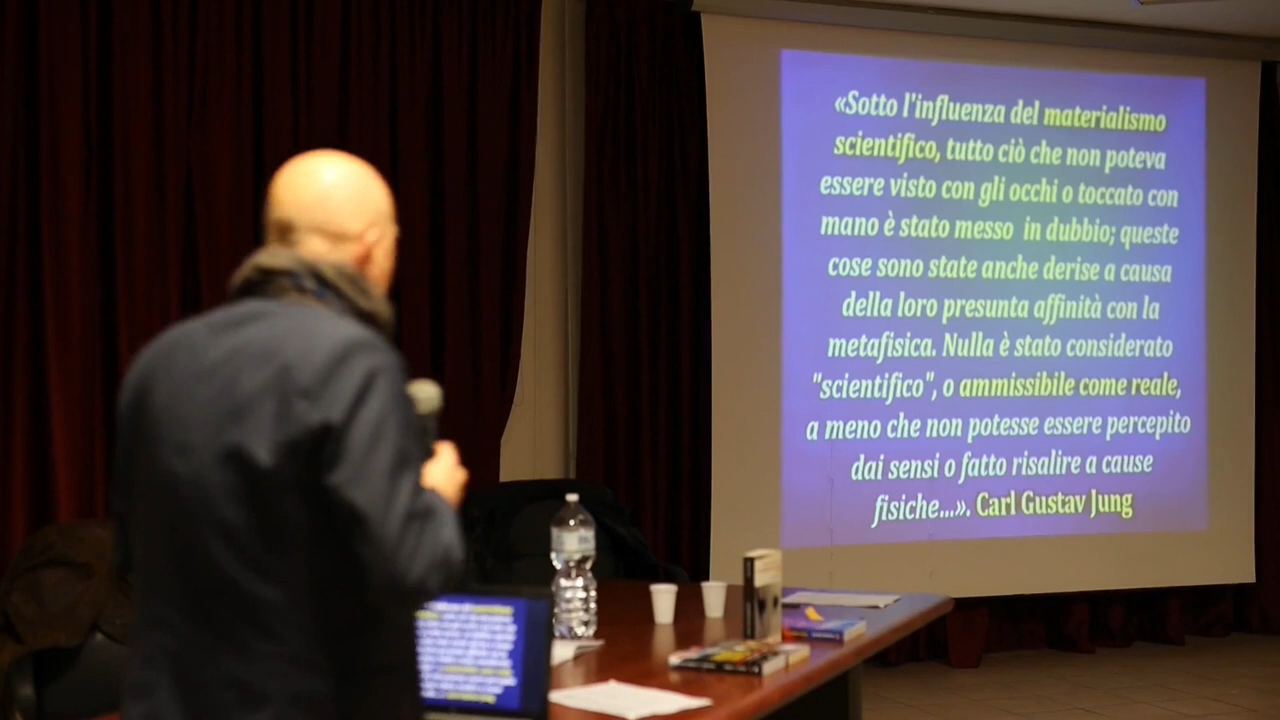 «Sotto l'influenza del materialismo
scientifico, tutto ciò che non poteva
essere visto con gli occhi o toccato con
mano è stato messo in dubbio; queste
cose sono state anche derise a causa
della loro presunta affinità con la
metafisica. Nulla è stato considerato
"scientifico", o ammissibile come reale,
a meno che non potesse essere percepito
dai sensi o fatto risalire a cause
fisiche...». Carl Gustav Jung